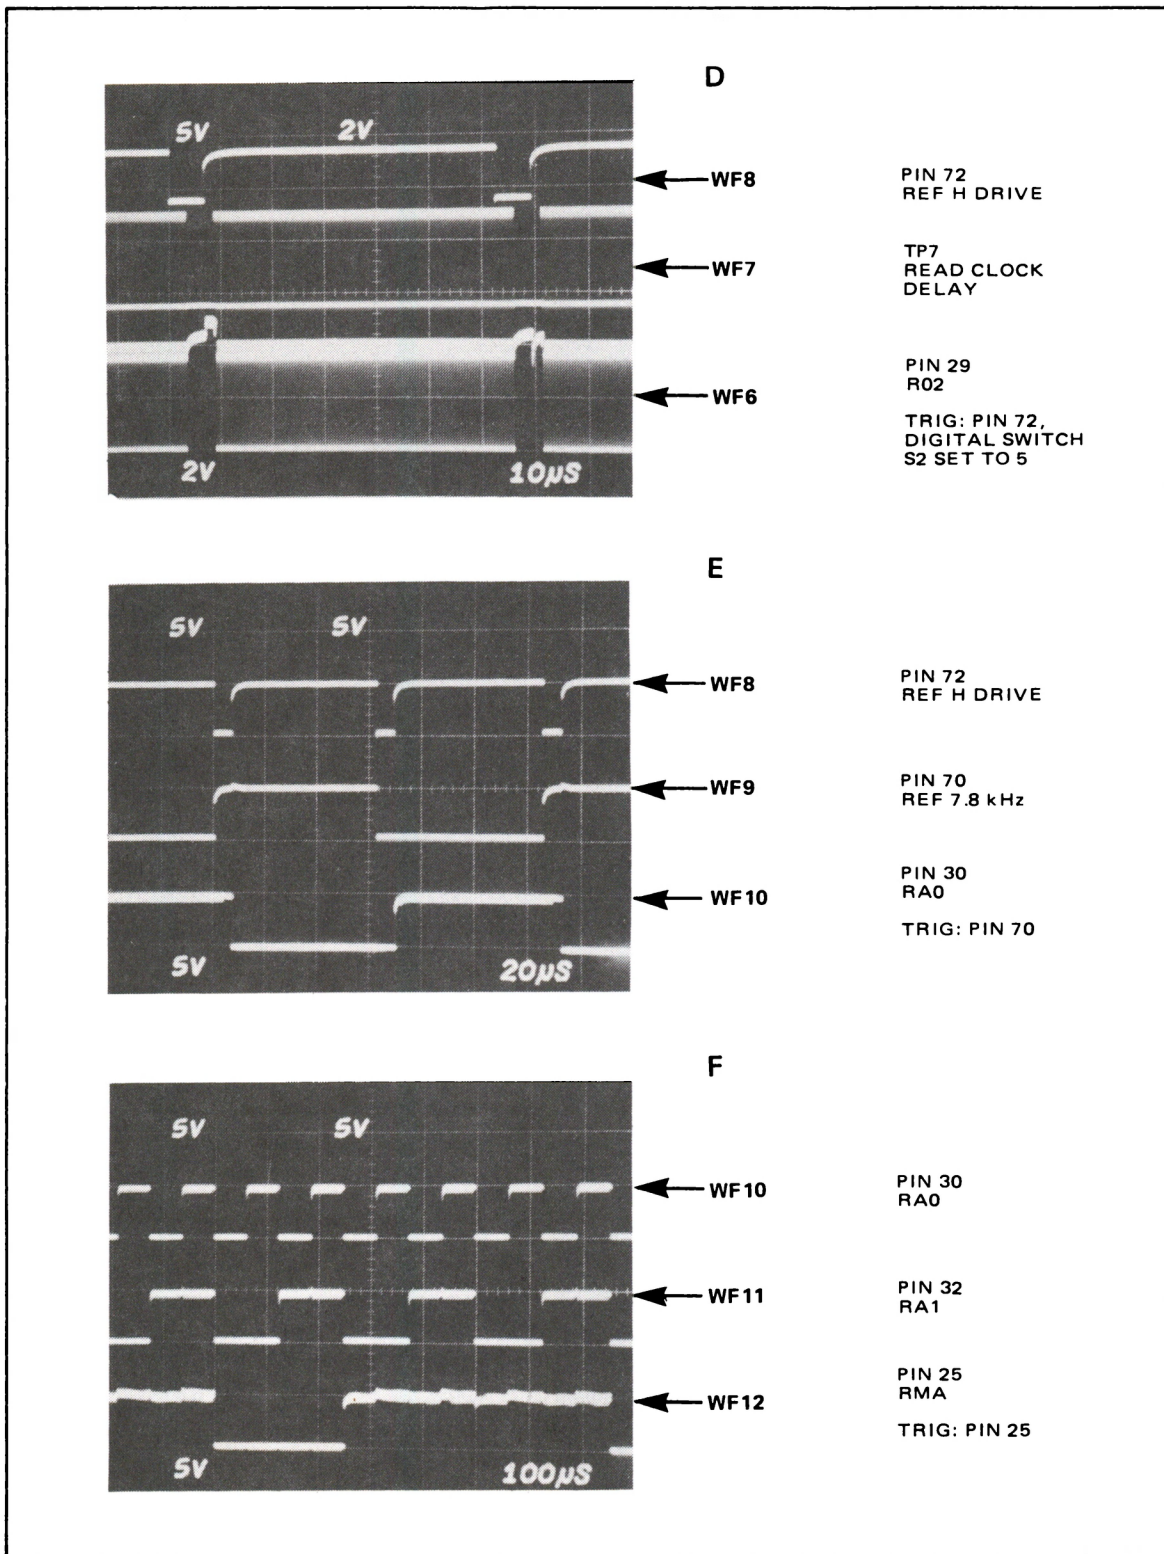 D
5V 2V
WF8 PIN 72
REF H DRIVE
WF7 TP7
READ CLOCK
DELAY
WF6 PIN 29
R02
TRIG: PIN 72,
DIGITAL SWITCH
S2 SET TO 5
2V 10µS
E
5V 5V
WF8 PIN 72
REF H DRIVE
WF9 PIN 70
REF 7.8 kHz
WF10 PIN 30
RA0
TRIG: PIN 70
5V 20µS
F
5V 5V
WF10 PIN 30
RA0
WF11 PIN 32
RA1
WF12 PIN 25
RMA
TRIG: PIN 25
5V 100µS